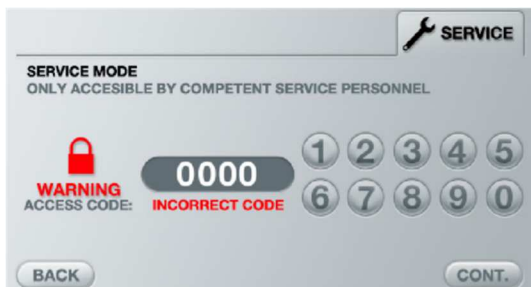 SERVICE
SERVICE MODE
ONLY ACCESIBLE BY COMPETENT SERVICE PERSONNEL
1 2 3 4 5
0000
WARNING
6 7 8 9 0
ACCESS CODE: INCORRECT CODE
BACK CONT.